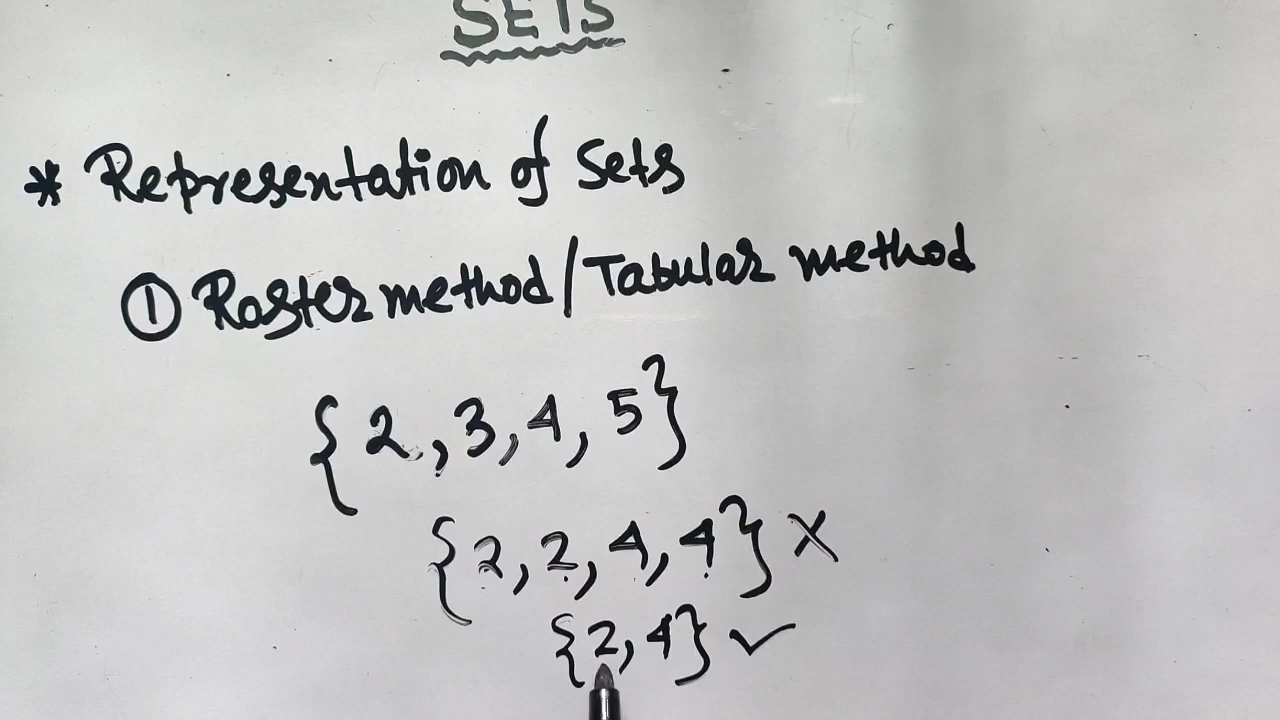 SETS
* Representation of Sets
① Roster method/Tabular method
{2,3,4,5}
{2,2,4,4} X
{2,4} ✓